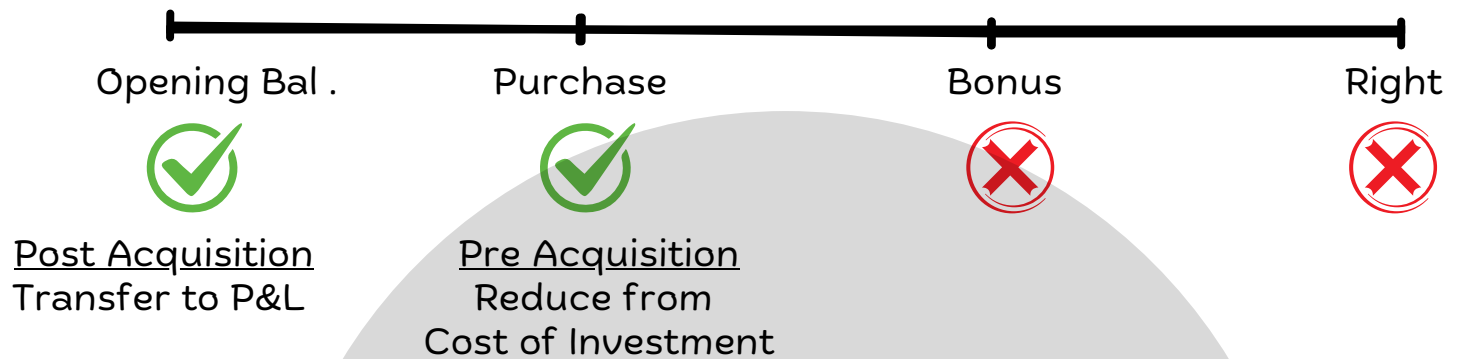 Opening Bal .
Purchase
Bonus
Right
Post Acquisition
Transfer to P&L
Pre Acquisition
Reduce from
Cost of Investment